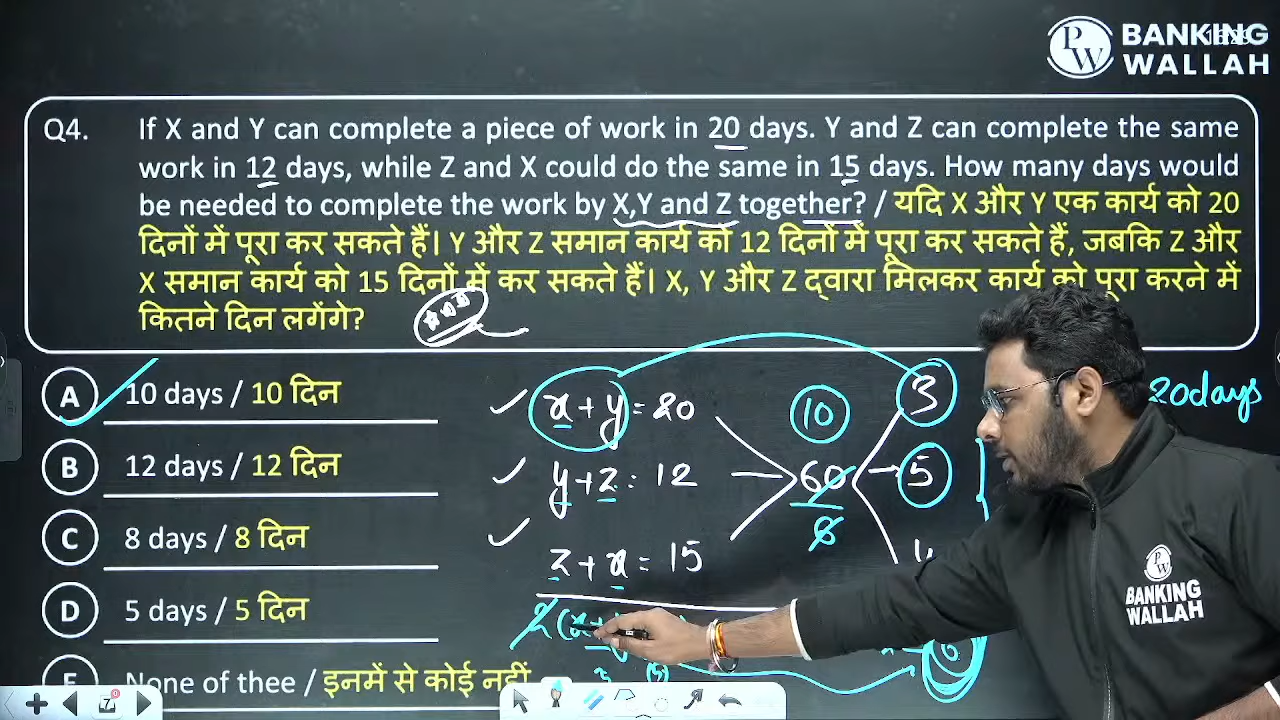 BANKING
WALLAH
Q4. If X and Y can complete a piece of work in 20 days. Y and Z can complete the same
work in 12 days, while Z and X could do the same in 15 days. How many days would
be needed to complete the work by X,Y and Z together? / यदि X और Y एक कार्य को 20
दिनों में पूरा कर सकते हैं। Y और Z समान कार्य को 12 दिनों में पूरा कर सकते हैं, जबकि Z और
X समान कार्य को 15 दिनों में कर सकते हैं। X, Y और Z द्वारा मिलकर कार्य को पूरा करने में
कितने दिन लगेंगे?
A 10 days / 10 दिन
B 12 days / 12 दिन
C 8 days / 8 दिन
D 5 days / 5 दिन
E None of thee / इनमें से कोई नहीं
x + y = 20
y + z = 12
z + x = 15
10
60
6
3
5
20days
2(x+
PW
BANKING
WALLAH
7